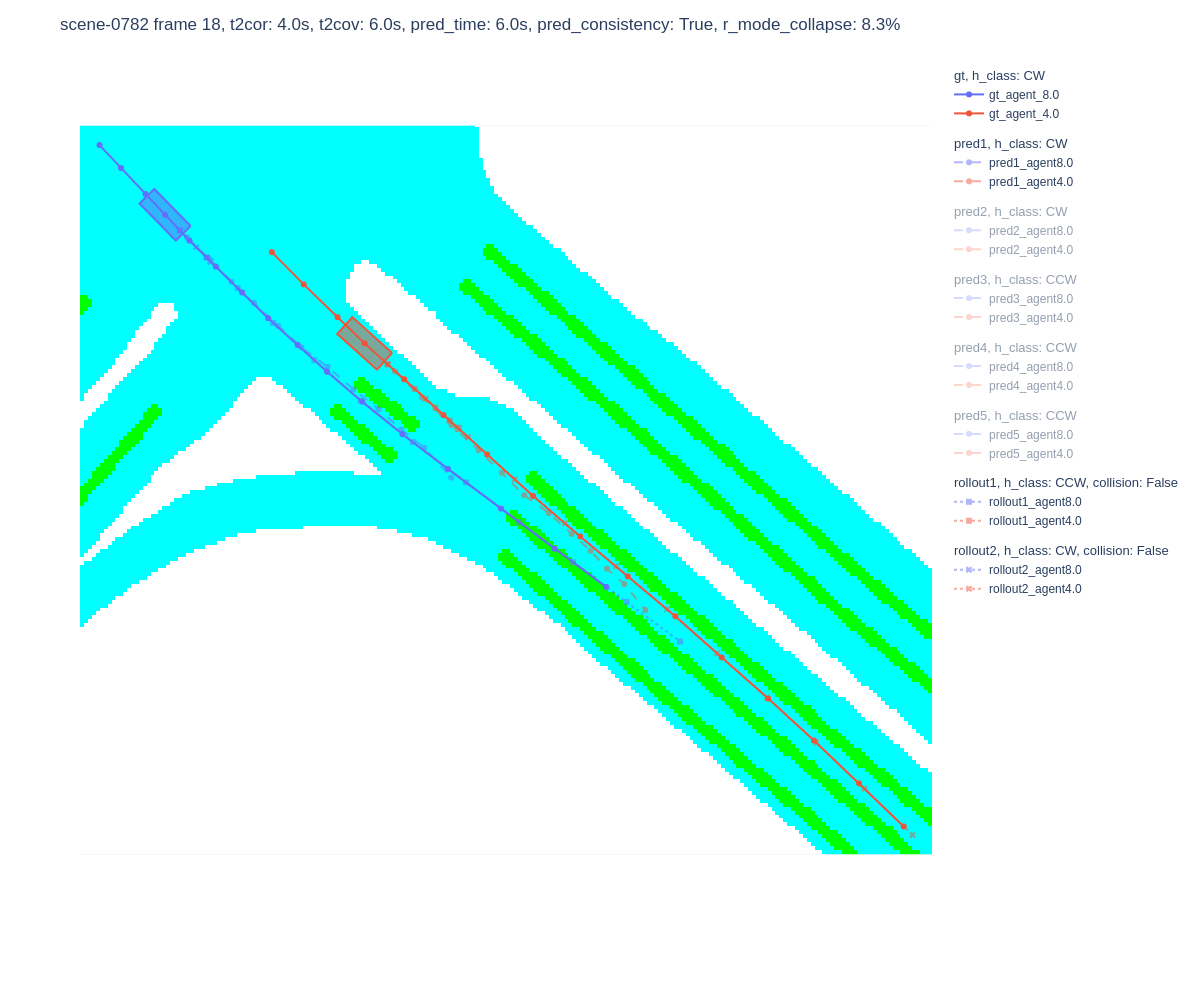 scene-0782 frame 18, t2cor: 4.0s, t2cov: 6.0s, pred_time: 6.0s, pred_consistency: True, r_mode_collapse: 8.3%
gt, h_class: CW
gt_agent_8.0
gt_agent_4.0
pred1, h_class: CW
pred1_agent8.0
pred1_agent4.0
pred2, h_class: CW
pred2_agent8.0
pred2_agent4.0
pred3, h_class: CCW
pred3_agent8.0
pred3_agent4.0
pred4, h_class: CCW
pred4_agent8.0
pred4_agent4.0
pred5, h_class: CCW
pred5_agent8.0
pred5_agent4.0
rollout1, h_class: CCW, collision: False
rollout1_agent8.0
rollout1_agent4.0
rollout2, h_class: CW, collision: False
rollout2_agent8.0
rollout2_agent4.0